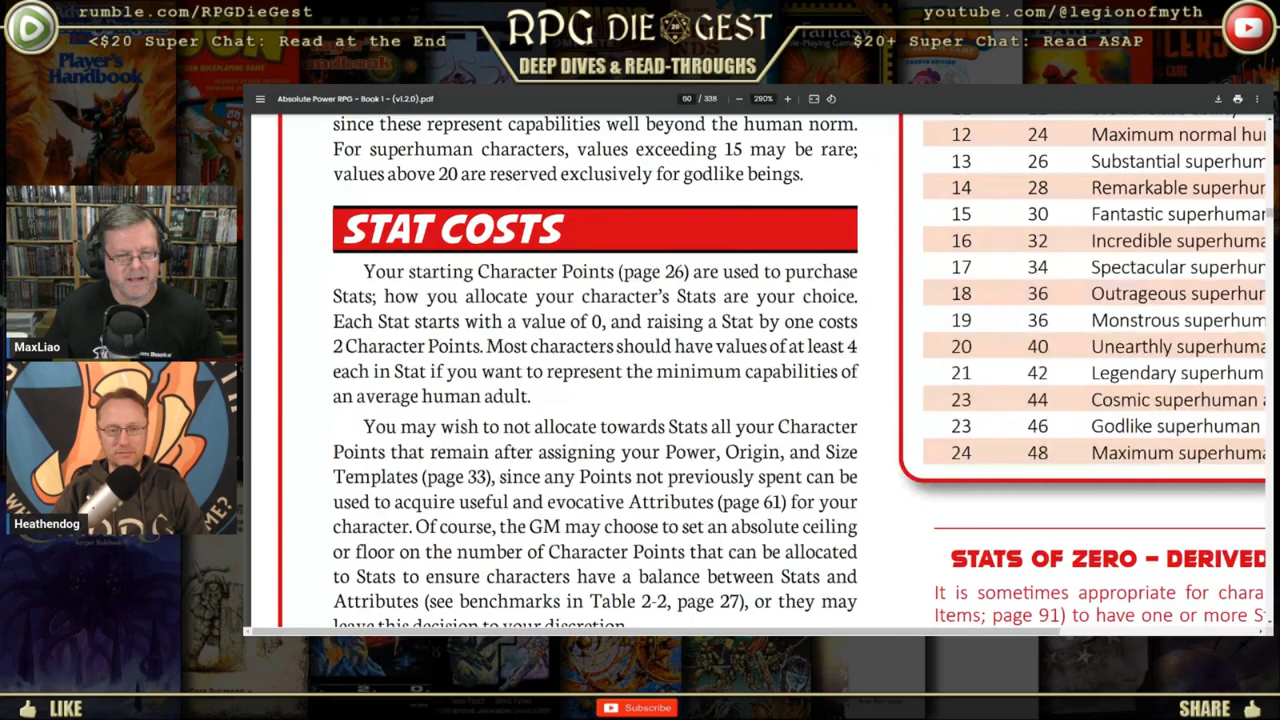 rumble.com/RPGDieGest
<$20 Super Chat: Read at the End
RPG DIE GEST
DEEP DIVES & READ-THROUGHS
youtube.com/@legionofmyth
$20+ Super Chat: Read ASAP
Player's
Handbook
Absolute Power RPG - Book 1 - (v1.2.0).pdf
60 / 338
290%
since these represent capabilities well beyond the human norm.
For superhuman characters, values exceeding 15 may be rare;
values above 20 are reserved exclusively for godlike beings.
STAT COSTS
Your starting Character Points (page 26) are used to purchase
Stats; how you allocate your character's Stats are your choice.
Each Stat starts with a value of 0, and raising a Stat by one costs
2 Character Points. Most characters should have values of at least 4
each in Stat if you want to represent the minimum capabilities of
an average human adult.
You may wish to not allocate towards Stats all your Character
Points that remain after assigning your Power, Origin, and Size
Templates (page 33), since any Points not previously spent can be
used to acquire useful and evocative Attributes (page 61) for your
character. Of course, the GM may choose to set an absolute ceiling
or floor on the number of Character Points that can be allocated
to Stats to ensure characters have a balance between Stats and
Attributes (see benchmarks in Table 2-2, page 27), or they may
leave this decision to your discretion.
12 24 Maximum normal hu
13 26 Substantial superhum
14 28 Remarkable superhu
15 30 Fantastic superhuman
16 32 Incredible superhuma
17 34 Spectacular superhum
18 36 Outrageous superhu
19 36 Monstrous superhum
20 40 Unearthly superhuma
21 42 Legendary superhum
23 44 Cosmic superhuman
23 46 Godlike superhuman
24 48 Maximum superhuma
STATS OF ZERO – DERIVED
It is sometimes appropriate for chara
Items; page 91) to have one or more S
MaxLiao
Heathendog
LIKE
Subscribe
SHARE